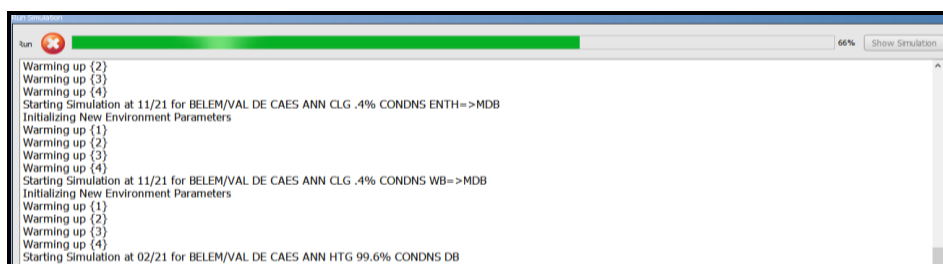 Run Simulation
Run 66% Show Simulation
Warming up {2}
Warming up {3}
Warming up {4}
Starting Simulation at 11/21 for BELEM/VAL DE CAES ANN CLG .4% CONDNS ENTH=>MDB
Initializing New Environment Parameters
Warming up {1}
Warming up {2}
Warming up {3}
Warming up {4}
Starting Simulation at 11/21 for BELEM/VAL DE CAES ANN CLG .4% CONDNS WB=>MDB
Initializing New Environment Parameters
Warming up {1}
Warming up {2}
Warming up {3}
Warming up {4}
Starting Simulation at 02/21 for BELEM/VAL DE CAES ANN HTG 99.6% CONDNS DB